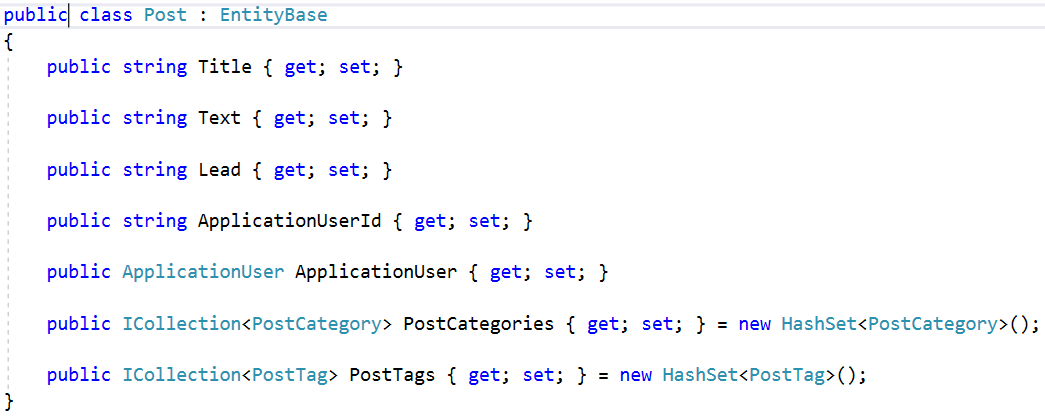 public class Post : EntityBase
{
public string Title { get; set; }
public string Text { get; set; }
public string Lead { get; set; }
public string ApplicationUserId { get; set; }
public ApplicationUser ApplicationUser { get; set; }
public ICollection<PostCategory> PostCategories { get; set; } = new HashSet<PostCategory>();
public ICollection<PostTag> PostTags { get; set; } = new HashSet<PostTag>();
}